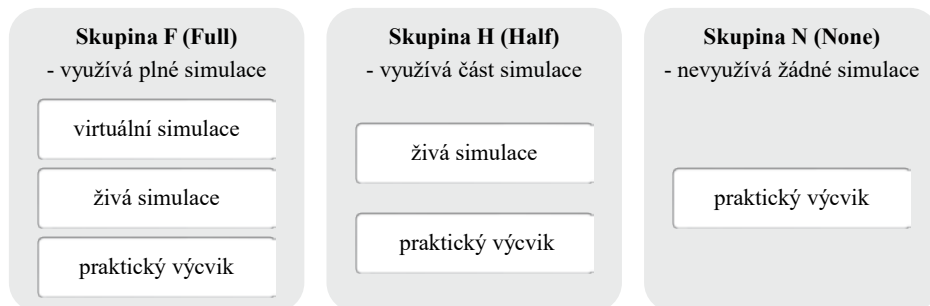 Skupina F (Full)
- využívá plné simulace
virtuální simulace
živá simulace
praktický výcvik
Skupina H (Half)
- využívá část simulace
živá simulace
praktický výcvik
Skupina N (None)
- nevyužívá žádné simulace
praktický výcvik